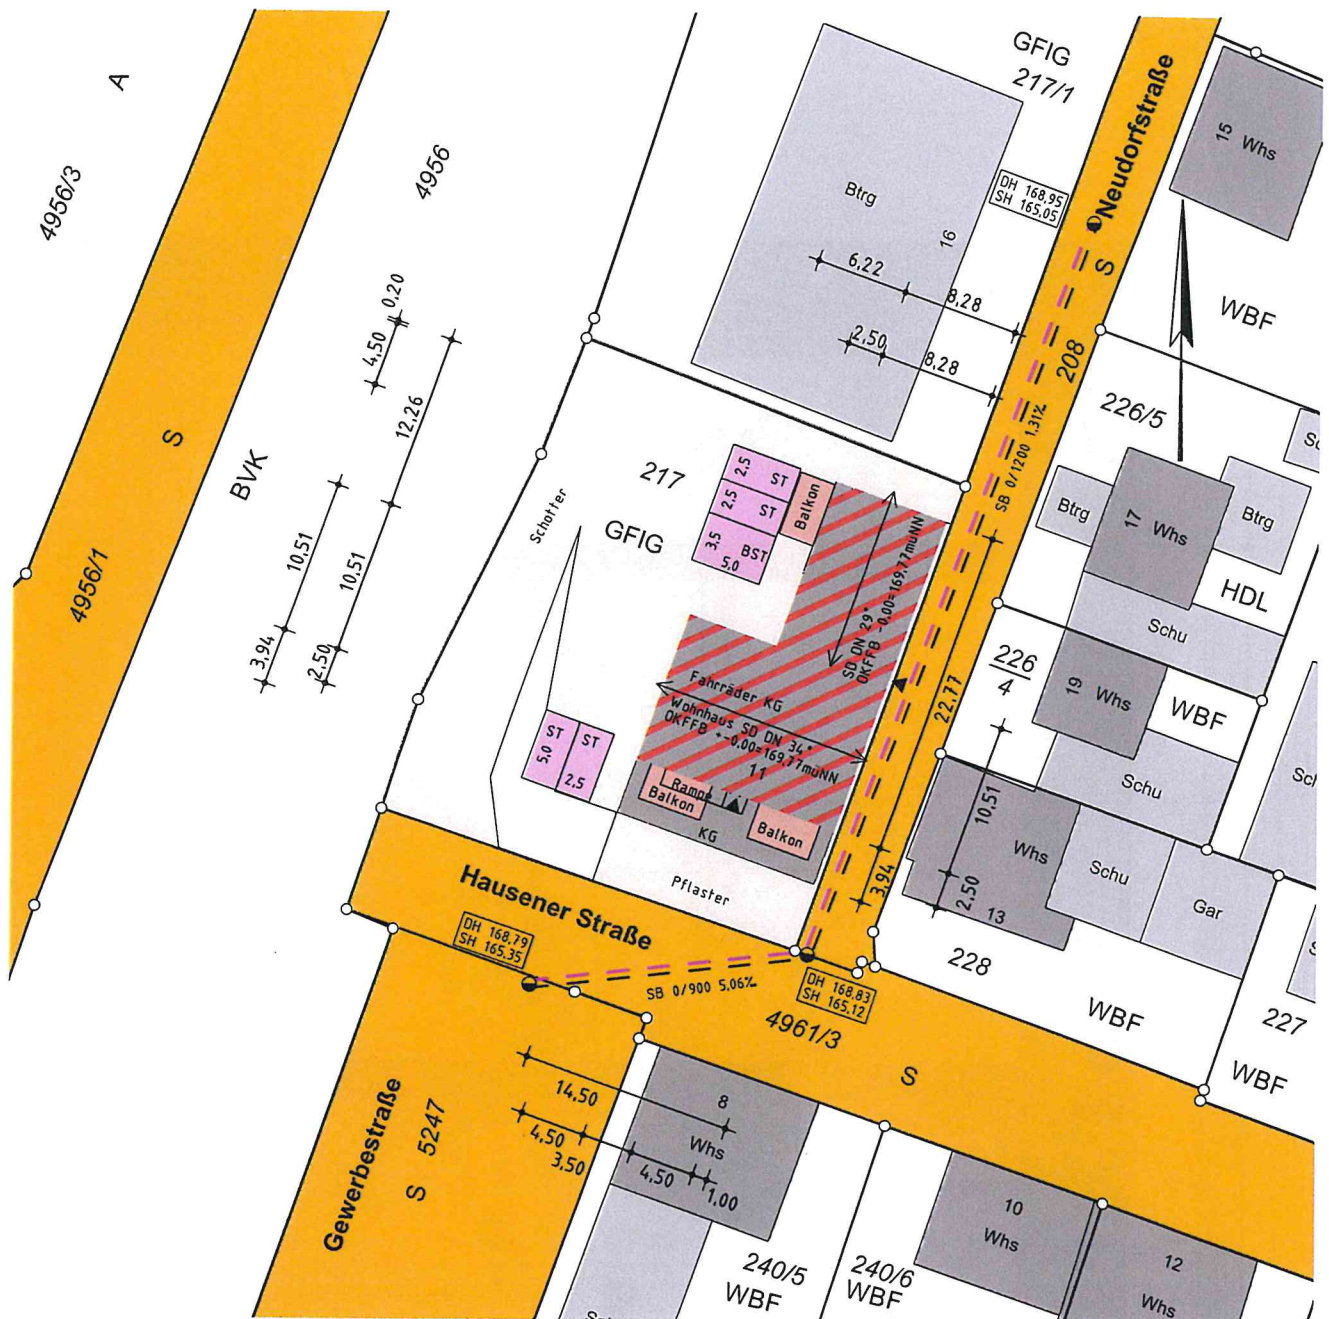 A
4956/3
4956
S
BV/K
4956/1
0,20
4,50
12,26
10,51
10,51
3,94
2,50
GFIG
217/1
Btrg
16
DH 168,95
SH 165,05
6,22
8,28
2,50
8,28
Neudorfstraße
S
208
SB 0/1200 1.31%
15 Whs
WBF
226/5
Btrg
17 Whs
Btrg
HDL
Schu
226
4
19 Whs
WBF
Schu
217
GFIG
Schotter
2,5 ST
2,5 ST
3,5 BST
5,0
Balkon
SD DN 29°
OKFFB -0.00=169,77müNN
Fahrräder KG
Wohnhaus SD DN 34°
OKFFB +-0.00=169,77müNN
11
ST ST
5,0
2,5
Rampe
Balkon
Balkon
KG
Pflaster
22,77
3,94
10,51
2,50
Whs
13
Schu
Gar
228
WBF
227
WBF
Hausener Straße
DH 168,79
SH 165,35
SB 0/900 5,06%
DH 168,83
SH 165,12
4961/3
S
Gewerbestraße
S 5247
14,50
4,50
3,50
4,50
1,00
8
Whs
240/5
WBF
240/6
WBF
10
Whs
12
Whs